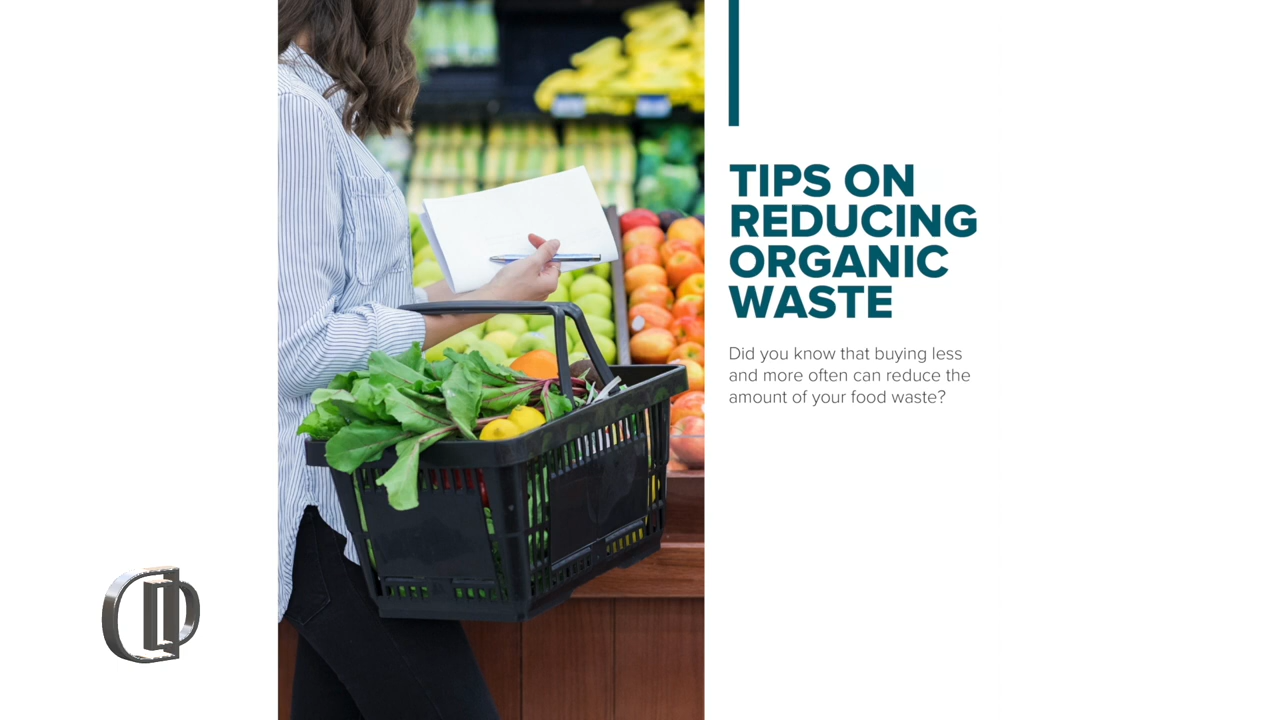 TIPS ON
REDUCING
ORGANIC
WASTE
Did you know that buying less
and more often can reduce the
amount of your food waste?